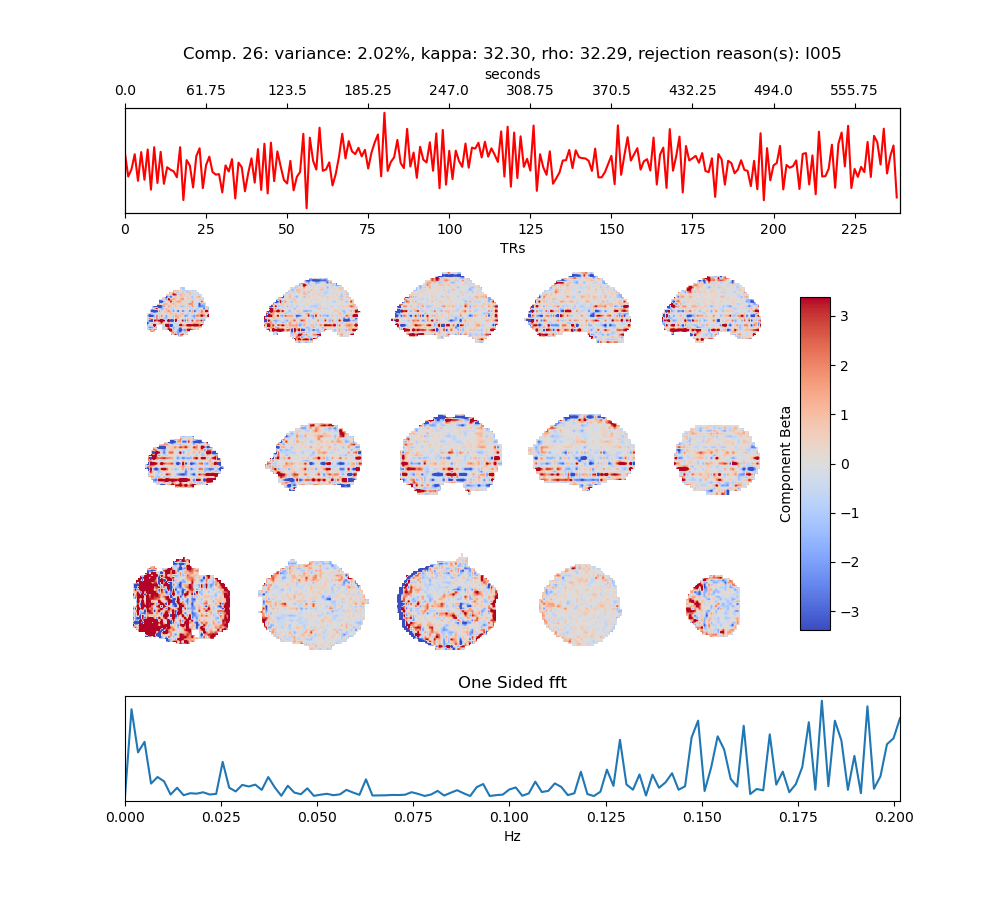 Comp. 26: variance: 2.02%, kappa: 32.30, rho: 32.29, rejection reason(s): I005
seconds
0.0 61.75 123.5 185.25 247.0 308.75 370.5 432.25 494.0 555.75
0 25 50 75 100 125 150 175 200 225
TRs
3
2
1
0
−1
−2
−3
Component Beta
One Sided fft
0.000 0.025 0.050 0.075 0.100 0.125 0.150 0.175 0.200
Hz